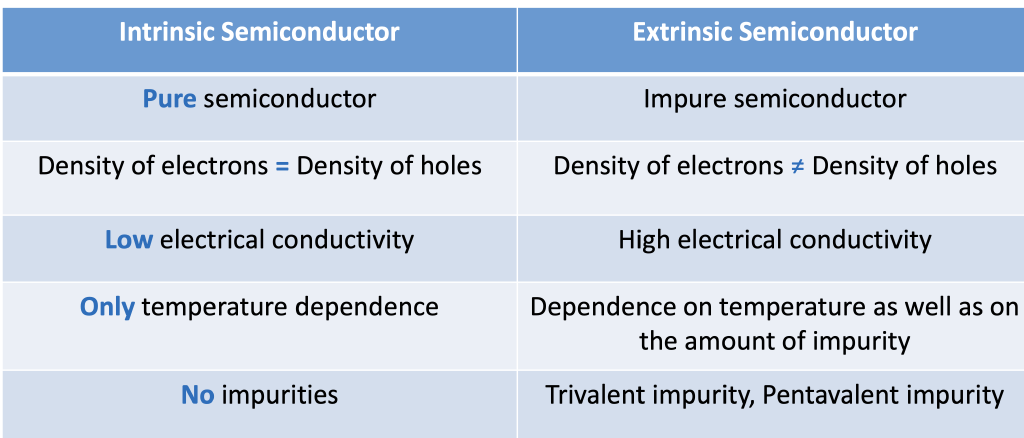 Intrinsic Semiconductor
Extrinsic Semiconductor
Pure semiconductor
Impure semiconductor
Density of electrons = Density of holes
Density of electrons ≠ Density of holes
Low electrical conductivity
High electrical conductivity
Only temperature dependence
Dependence on temperature as well as on
the amount of impurity
No impurities
Trivalent impurity, Pentavalent impurity